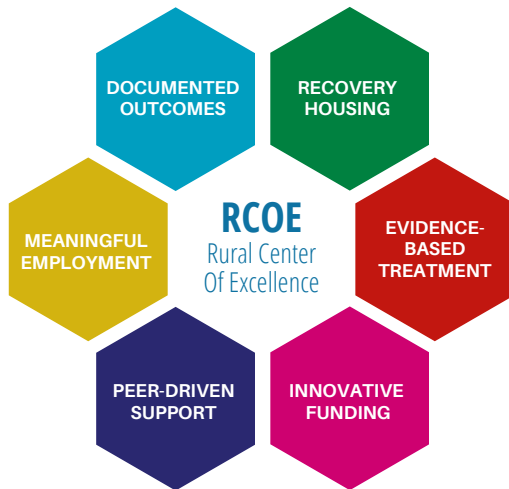 DOCUMENTED
OUTCOMES
RECOVERY
HOUSING
MEANINGFUL
EMPLOYMENT
RCOE
Rural Center
Of Excellence
EVIDENCE-
BASED
TREATMENT
PEER-DRIVEN
SUPPORT
INNOVATIVE
FUNDING